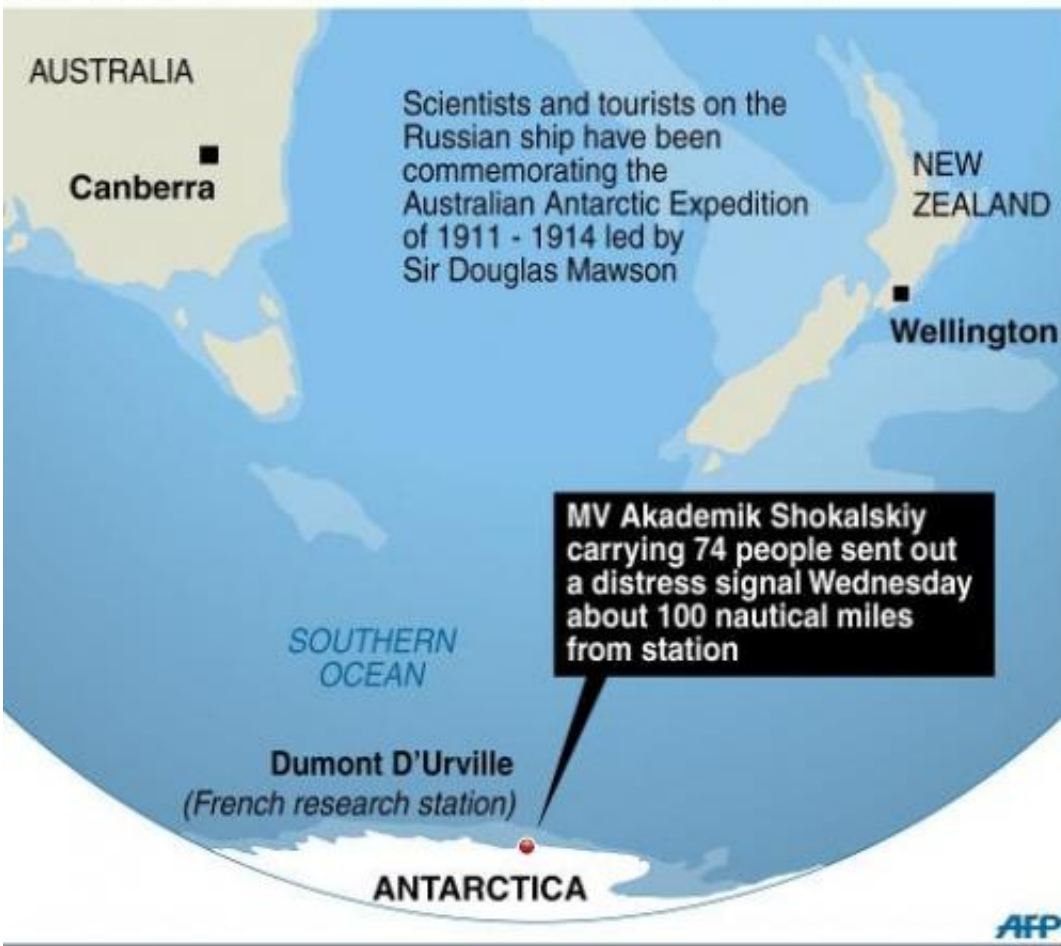 AUSTRALIA
Canberra
Scientists and tourists on the
Russian ship have been
commemorating the
Australian Antarctic Expedition
of 1911 - 1914 led by
Sir Douglas Mawson
NEW
ZEALAND
Wellington
MV Akademik Shokalskiy
carrying 74 people sent out
a distress signal Wednesday
about 100 nautical miles
from station
SOUTHERN
OCEAN
Dumont D'Urville
(French research station)
ANTARCTICA
AFP